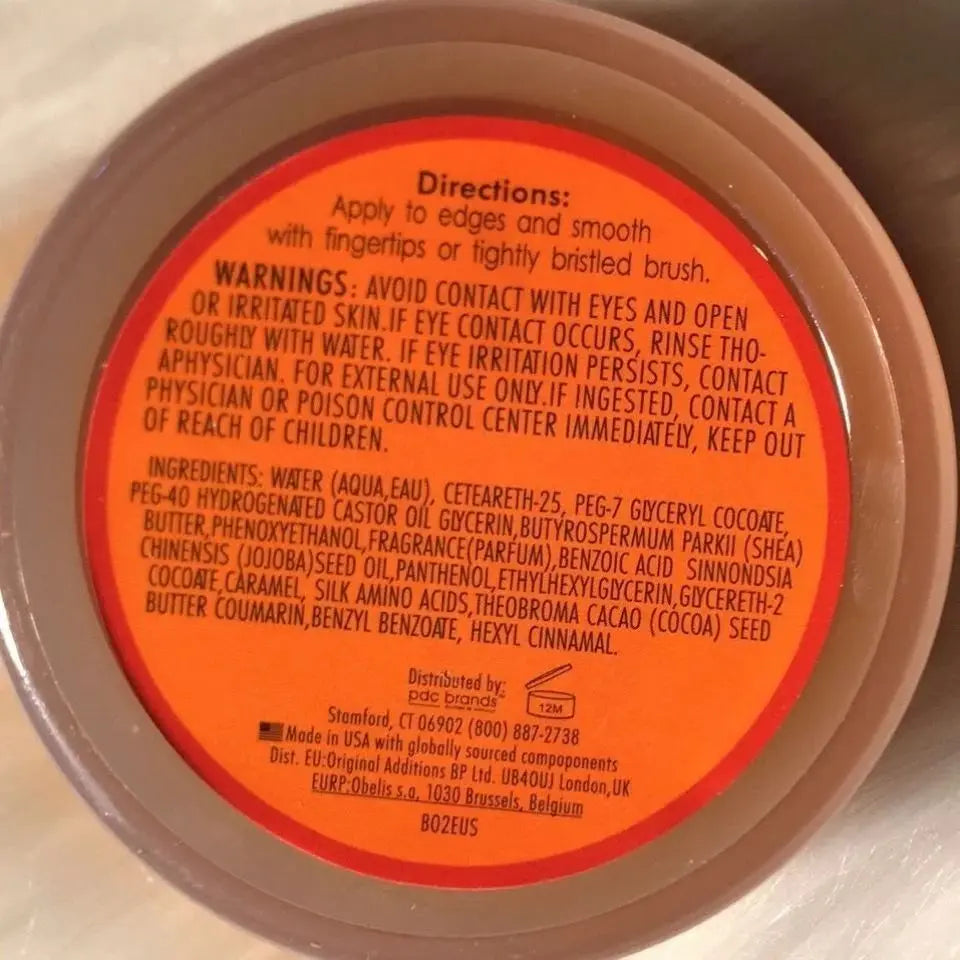 Directions:
Apply to edges and smooth
with fingertips or tightly bristled brush.
WARNINGS: AVOID CONTACT WITH EYES AND OPEN
OR IRRITATED SKIN.IF EYE CONTACT OCCURS, RINSE THO-
ROUGHLY WITH WATER. IF EYE IRRITATION PERSISTS, CONTACT
APHYSICIAN. FOR EXTERNAL USE ONLY.IF INGESTED, CONTACT A
PHYSICIAN OR POISON CONTROL CENTER IMMEDIATELY, KEEP OUT
OF REACH OF CHILDREN.
INGREDIENTS: WATER (AQUA,EAU), CETEARETH-25, PEG-7 GLYCERYL COCOATE,
PEG-40 HYDROGENATED CASTOR OIL GLYCERIN,BUTYROSPERMUM PARKII (SHEA)
BUTTER,PHENOXYETHANOL,FRAGRANCE(PARFUM),BENZOIC ACID SINNONDSIA
CHINENSIS (JOJOBA)SEED OIL,PANTHENOL,ETHYLHEXYLGLYCERIN,GLYCERETH-2
COCOATE,CARAMEL, SILK AMINO ACIDS,THEOBROMA CACAO (COCOA) SEED
BUTTER COUMARIN,BENZYL BENZOATE, HEXYL CINNAMAL.
Distributed by:
pdc brands
12M
Stamford, CT 06902 (800) 887-2738
Made in USA with globally sourced compoponents
Dist. EU:Original Additions BP Ltd. UB40UJ London,UK
EURP:Obelis s.a, 1030 Brussels, Belgium
B02EUS